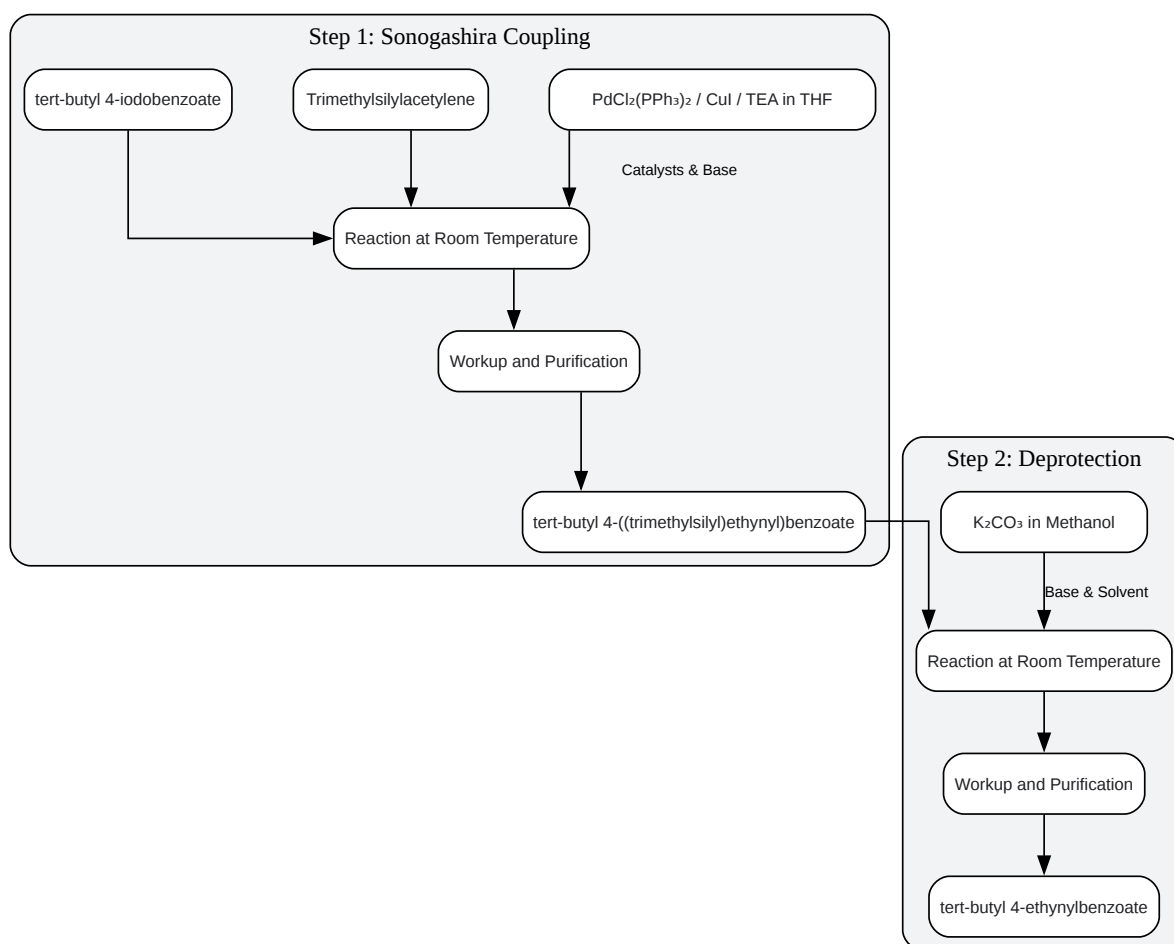 Step 1: Sonogashira Coupling
tert-butyl 4-iodobenzoate
Trimethylsilylacetylene
PdCl₂(PPh₃)₂ / CuI / TEA in THF
Catalysts & Base
Reaction at Room Temperature
Workup and Purification
tert-butyl 4-((trimethylsilyl)ethynyl)benzoate
Step 2: Deprotection
K₂CO₃ in Methanol
Base & Solvent
Reaction at Room Temperature
Workup and Purification
tert-butyl 4-ethynylbenzoate